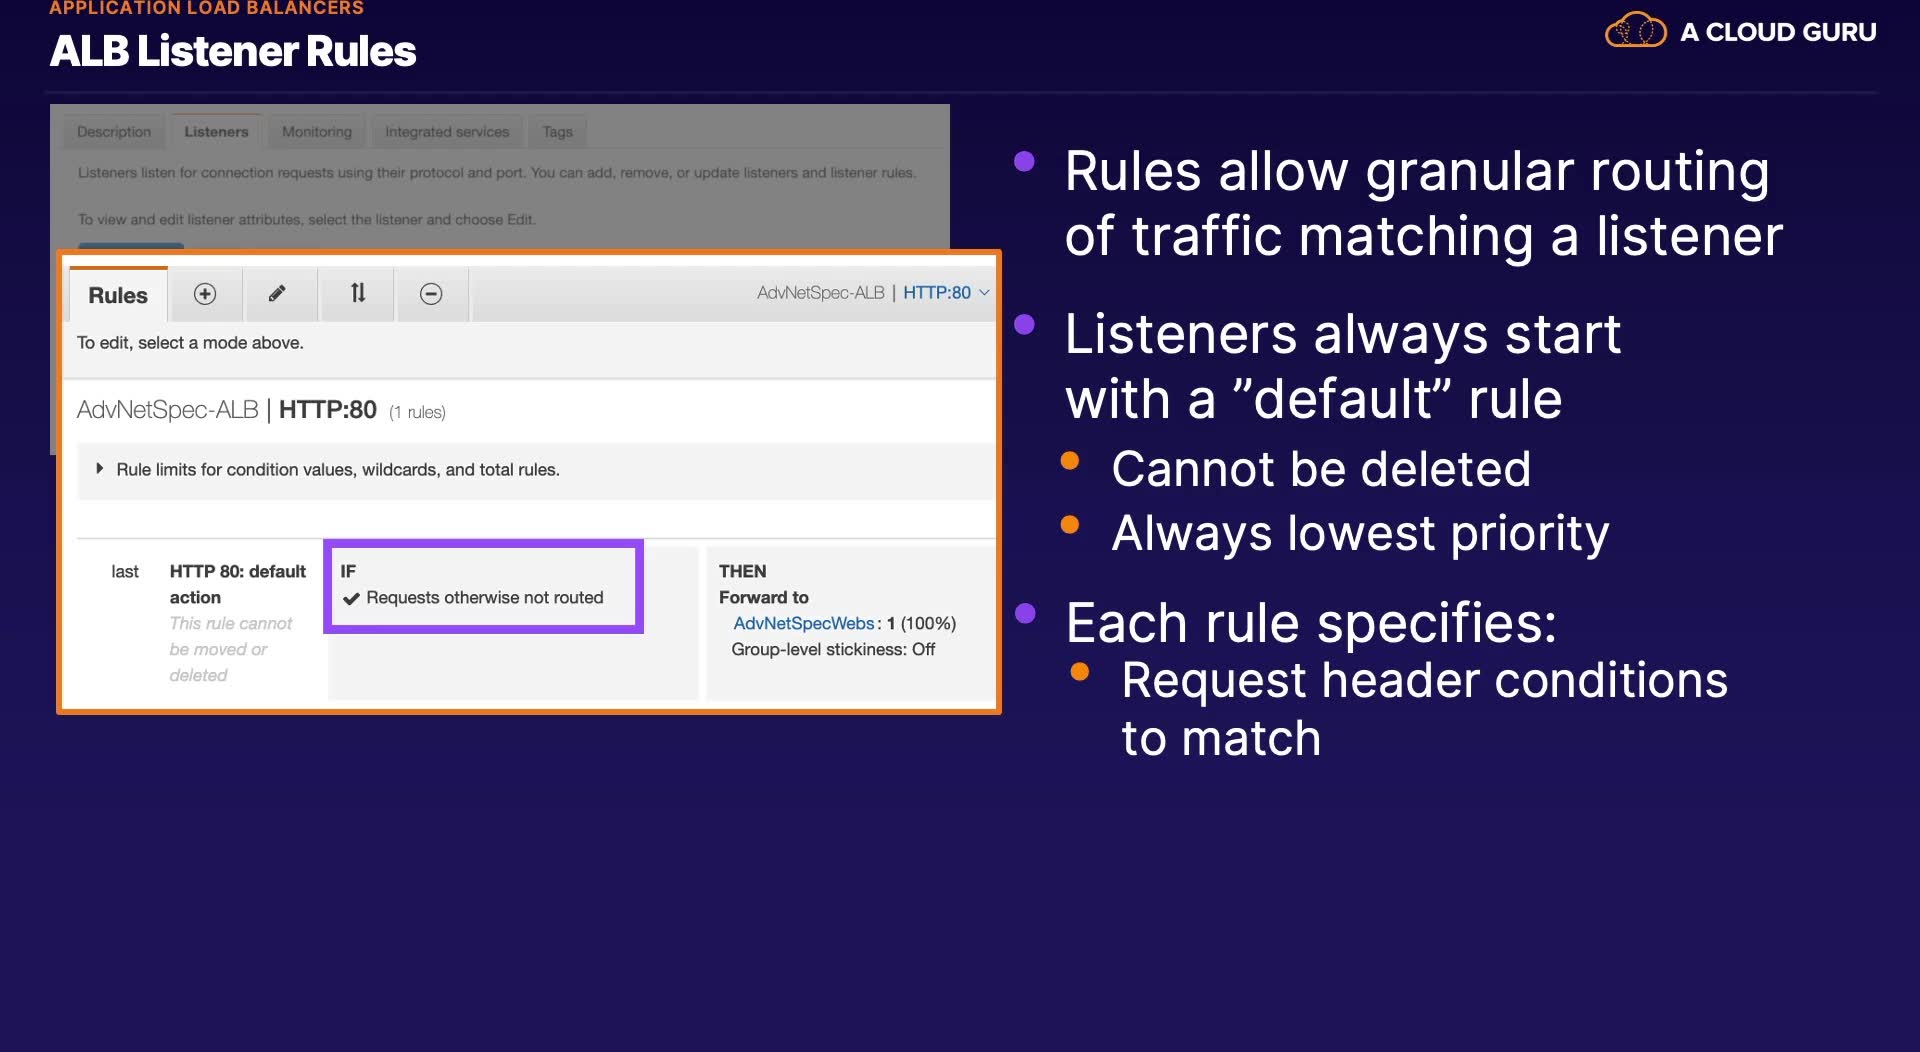 APPLICATION LOAD BALANCERS
ALB Listener Rules
A CLOUD GURU
Description
Listeners
Monitoring
Integrated services
Tags
Listeners listen for connection requests using their protocol and port. You can add, remove, or update listeners and listener rules.
To view and edit listener attributes, select the listener and choose Edit.
Rules
AdvNetSpec-ALB | HTTP:80
To edit, select a mode above.
AdvNetSpec-ALB | HTTP:80 (1 rules)
Rule limits for condition values, wildcards, and total rules.
last
HTTP 80: default
action
This rule cannot
be moved or
deleted
IF
Requests otherwise not routed
THEN
Forward to
AdvNetSpecWebs: 1 (100%)
Group-level stickiness: Off
Rules allow granular routing
of traffic matching a listener
Listeners always start
with a ”default” rule
Cannot be deleted
Always lowest priority
Each rule specifies:
Request header conditions
to match